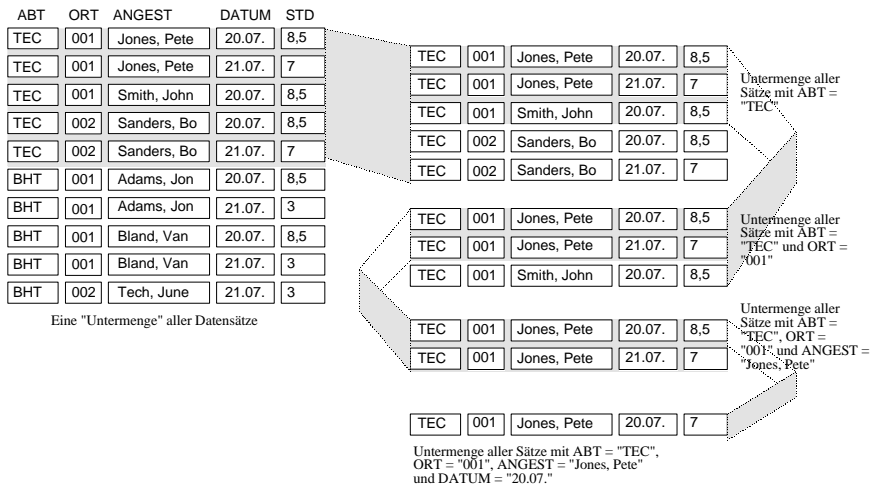 ABT ORT ANGEST DATUM STD
TEC 001 Jones, Pete 20.07. 8,5
TEC 001 Jones, Pete 21.07. 7
TEC 001 Smith, John 20.07. 8,5
TEC 002 Sanders, Bo 20.07. 8,5
TEC 002 Sanders, Bo 21.07. 7
BHT 001 Adams, Jon 20.07. 8,5
BHT 001 Adams, Jon 21.07. 3
BHT 001 Bland, Van 20.07. 8,5
BHT 001 Bland, Van 21.07. 3
BHT 002 Tech, June 21.07. 3
Eine "Untermenge" aller Datensätze
TEC 001 Jones, Pete 20.07. 8,5
TEC 001 Jones, Pete 21.07. 7
TEC 001 Smith, John 20.07. 8,5
TEC 002 Sanders, Bo 20.07. 8,5
TEC 002 Sanders, Bo 21.07. 7
Untermenge aller
Sätze mit ABT =
"TEC"
TEC 001 Jones, Pete 20.07. 8,5
TEC 001 Jones, Pete 21.07. 7
TEC 001 Smith, John 20.07. 8,5
Untermenge aller
Sätze mit ABT =
"TEC" und ORT =
"001"
TEC 001 Jones, Pete 20.07. 8,5
TEC 001 Jones, Pete 21.07. 7
Untermenge aller
Sätze mit ABT =
"TEC", ORT =
"001" und ANGEST =
"Jones, Pete"
TEC 001 Jones, Pete 20.07. 7
Untermenge aller Sätze mit ABT = "TEC",
ORT = "001", ANGEST = "Jones, Pete"
und DATUM = "20.07."